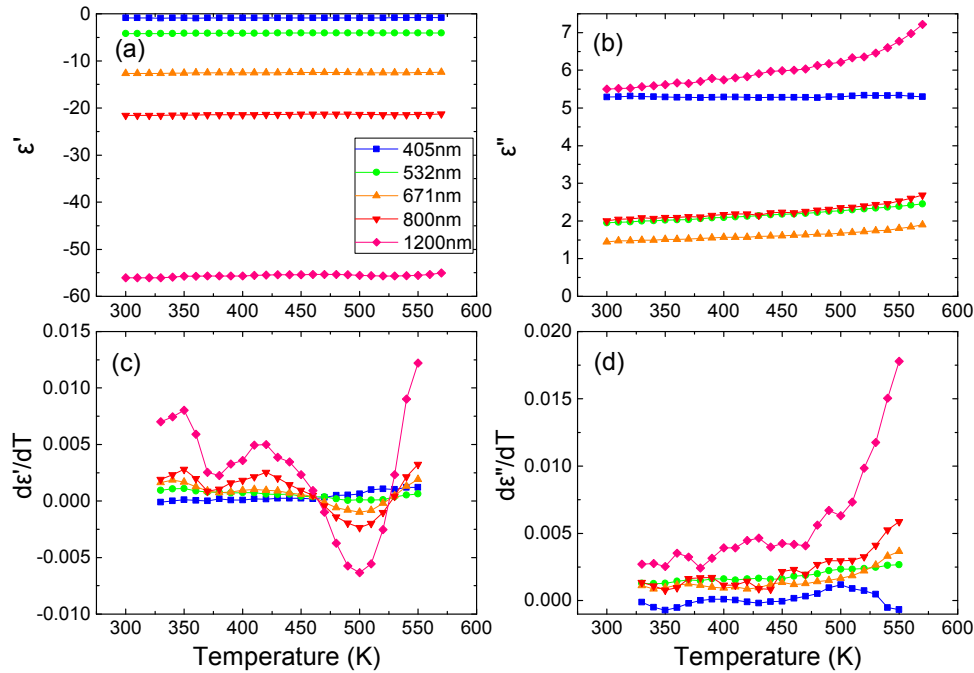 (a)
ε'
0
-10
-20
-30
-40
-50
-60
300 350 400 450 500 550 600
405nm
532nm
671nm
800nm
1200nm
(b)
ε"
7
6
5
4
3
2
1
0
300 350 400 450 500 550 600
(c)
dε'/dT
0.015
0.010
0.005
0.000
-0.005
-0.010
300 350 400 450 500 550 600
Temperature (K)
(d)
dε"/dT
0.020
0.015
0.010
0.005
0.000
300 350 400 450 500 550 600
Temperature (K)